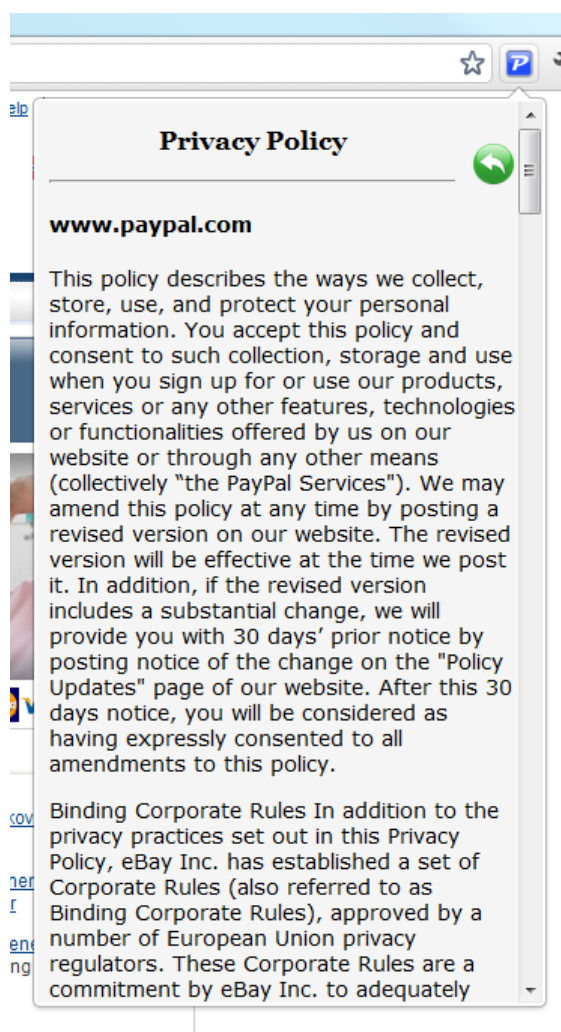 elp
Privacy Policy
www.paypal.com
This policy describes the ways we collect,
store, use, and protect your personal
information. You accept this policy and
consent to such collection, storage and use
when you sign up for or use our products,
services or any other features, technologies
or functionalities offered by us on our
website or through any other means
(collectively “the PayPal Services"). We may
amend this policy at any time by posting a
revised version on our website. The revised
version will be effective at the time we post
it. In addition, if the revised version
includes a substantial change, we will
provide you with 30 days’ prior notice by
posting notice of the change on the "Policy
Updates" page of our website. After this 30
days notice, you will be considered as
having expressly consented to all
amendments to this policy.
Binding Corporate Rules In addition to the
privacy practices set out in this Privacy
Policy, eBay Inc. has established a set of
Corporate Rules (also referred to as
Binding Corporate Rules), approved by a
number of European Union privacy
regulators. These Corporate Rules are a
commitment by eBay Inc. to adequately
kov
ner
r
ene
ng